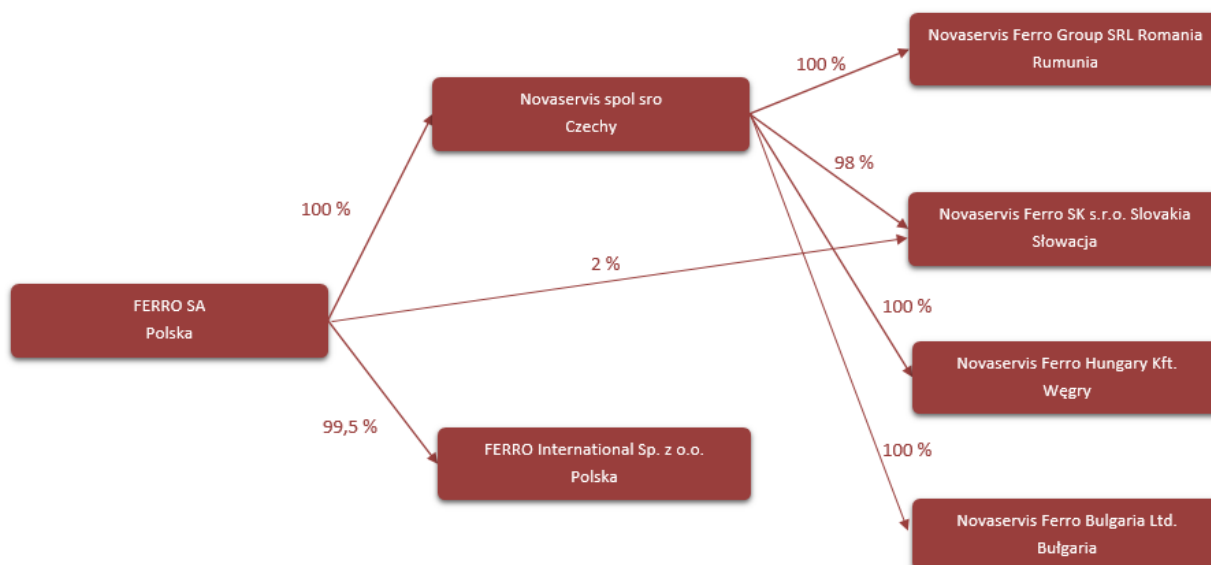 Novaservis Ferro Group SRL Romania
Rumunia
100 %
Novaservis spol sro
Czechy
98 %
100 %
Novaservis Ferro SK s.r.o. Slovakia
Słowacja
2 %
FERRO SA
Polska
100 %
Novaservis Ferro Hungary Kft.
Węgry
99,5 %
FERRO International Sp. z o.o.
Polska
100 %
Novaservis Ferro Bulgaria Ltd.
Bułgaria